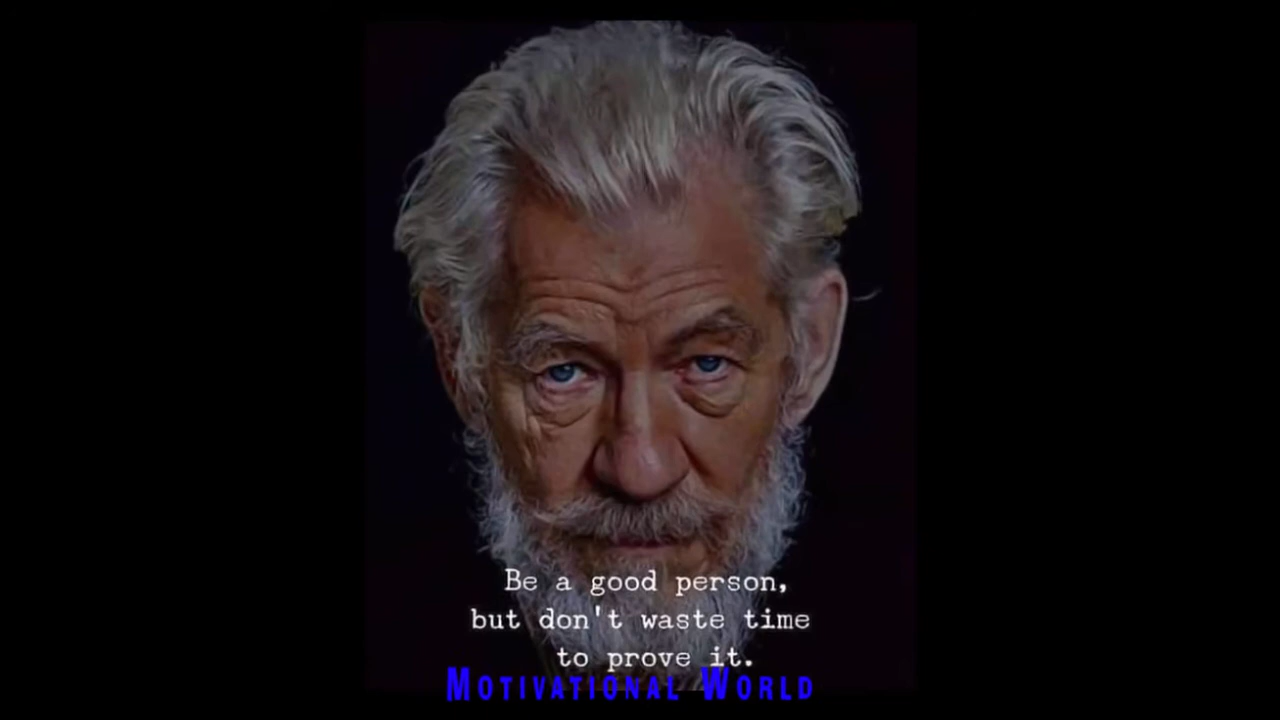 Be a good person,
but don't waste time
to prove it.
MOTIVATIONAL WORLD